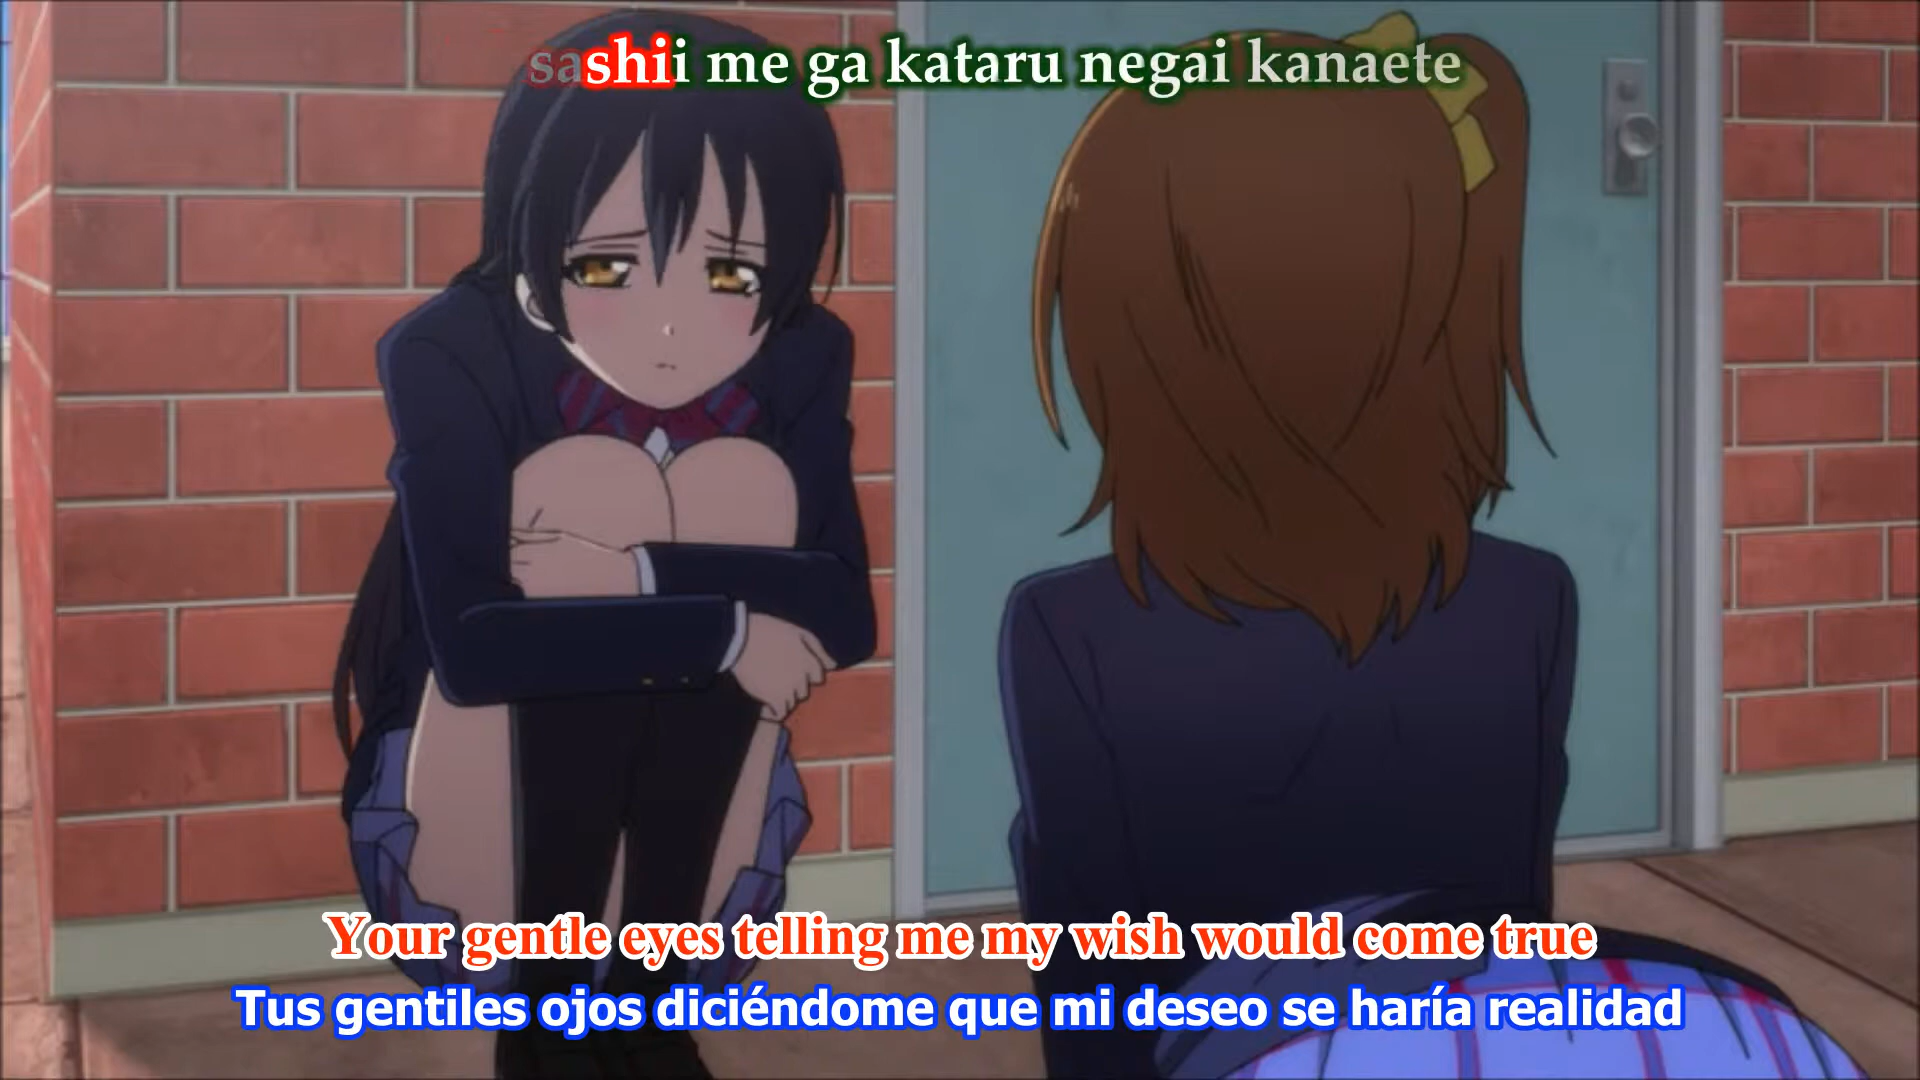 sashii me ga kataru negai kanaete
Your gentle eyes telling me my wish would come true
Tus gentiles ojos diciéndome que mi deseo se haría realidad